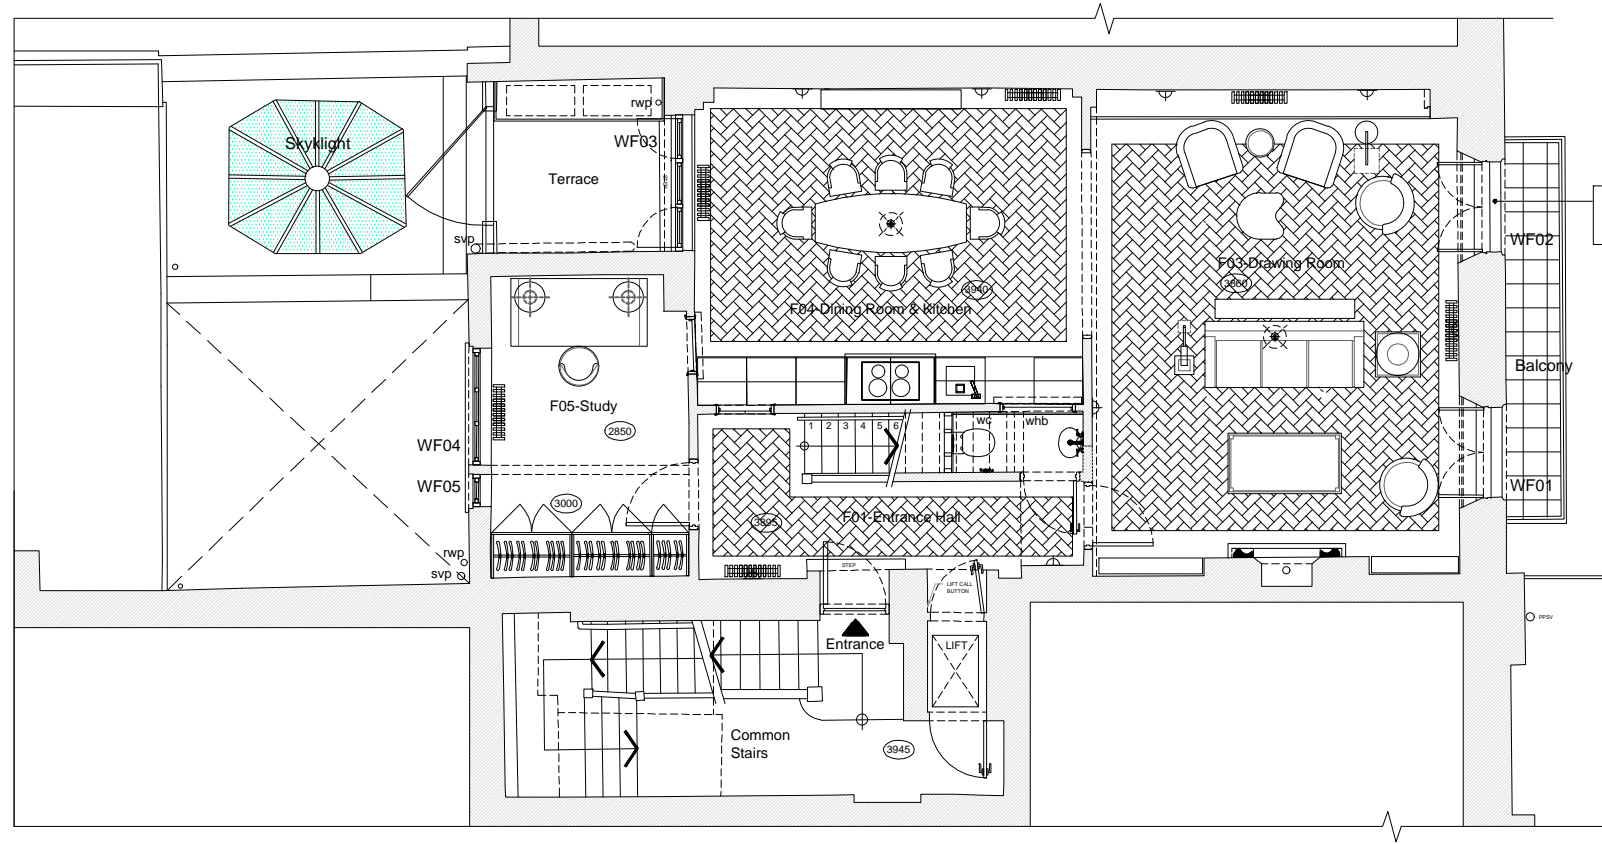 rwp
WF03
Skyklight
Terrace
svp
WF02
F03-Drawing Room
3860
3940
F04-Dining Room & Kitchen
Balcony
F05-Study
2850
1 2 3 4 5 6
wc
whb
WF04
WF05
WF01
3000
3895
F01-Entrance Hall
rwp
svp
STEP
LIFT CALL
BUTTON
PPSV
Entrance
LIFT
Common
Stairs
3945